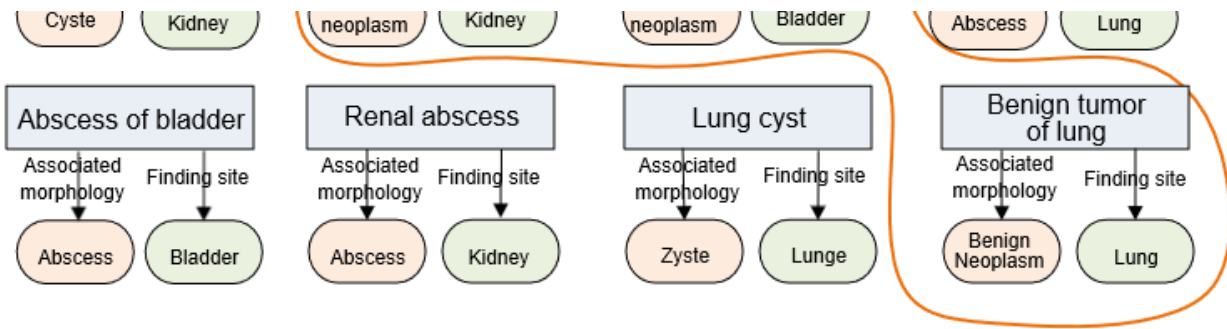 Cyste
Kidney
neoplasm
Kidney
neoplasm
Bladder
Abscess
Lung
Abscess of bladder
Renal abscess
Lung cyst
Benign tumor
of lung
Associated
morphology
Finding site
Associated
morphology
Finding site
Associated
morphology
Finding site
Associated
morphology
Finding site
Abscess
Bladder
Abscess
Kidney
Zyste
Lunge
Benign
Neoplasm
Lung